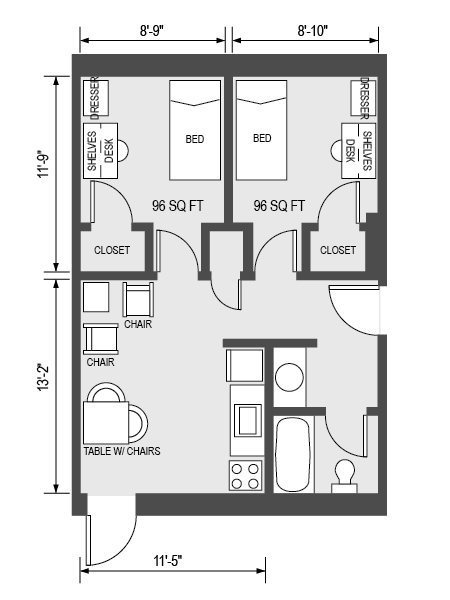 8'-9"
8'-10"
11'-9"
DRESSER
SHELVES
DESK
BED
BED
DRESSER
SHELVES
DESK
96 SQ FT
96 SQ FT
CLOSET
CLOSET
13'-2"
CHAIR
CHAIR
TABLE W/ CHAIRS
11'-5"